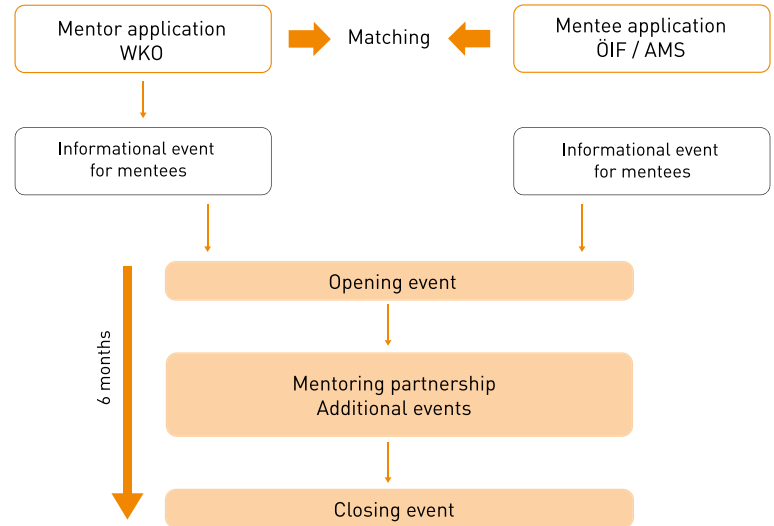 Mentor application
WKO
Matching
Mentee application
ÖIF / AMS
Informational event
for mentees
Informational event
for mentees
6 months
Opening event
Mentoring partnership
Additional events
Closing event